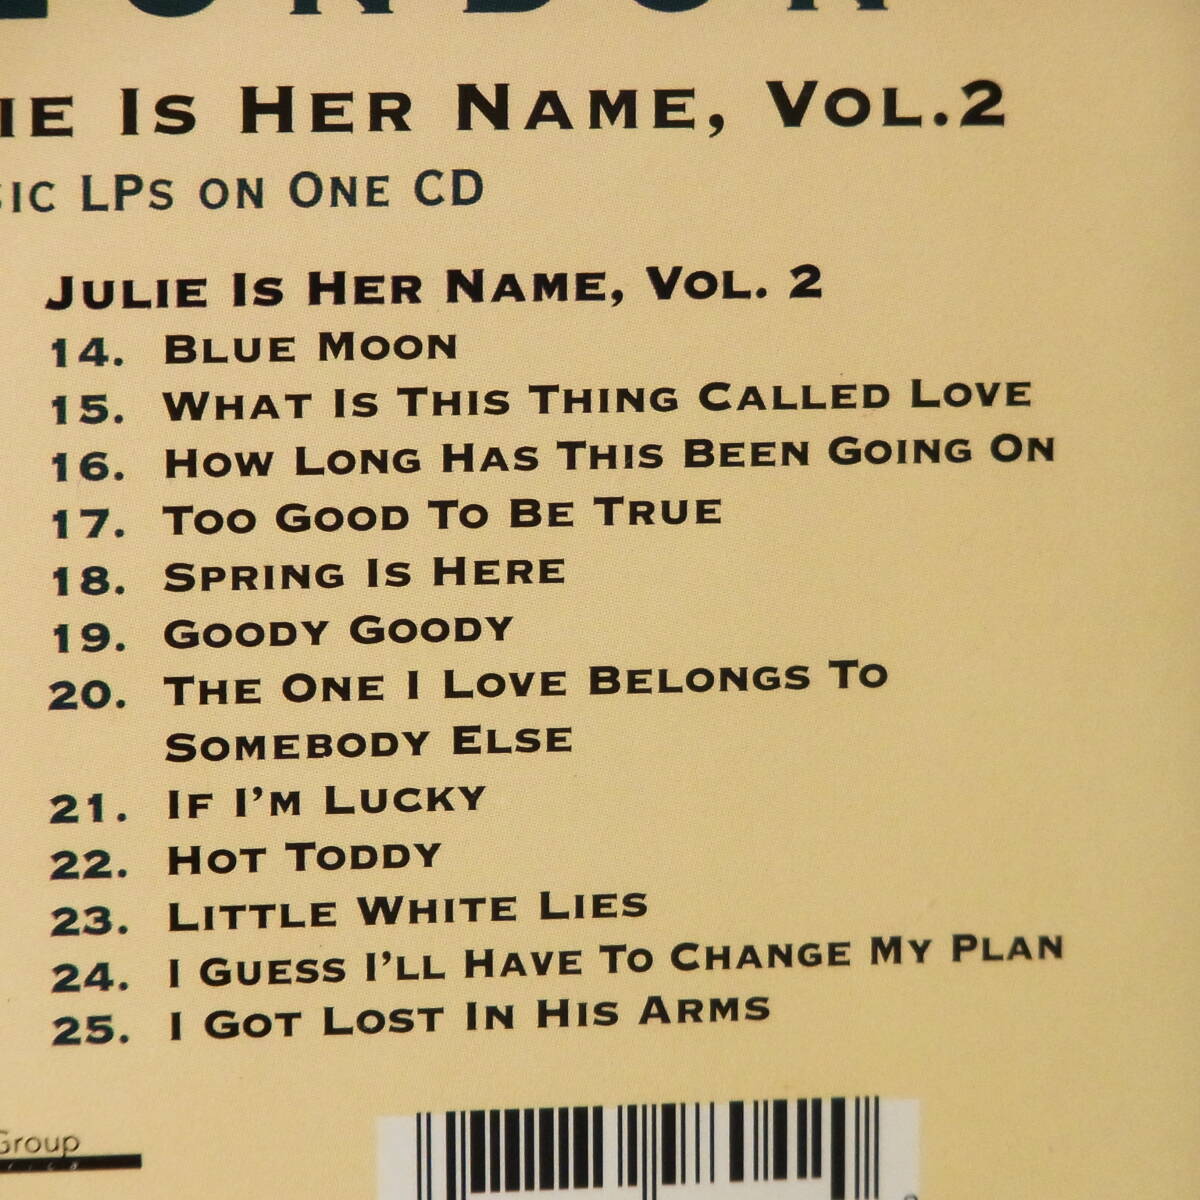 LONDON
IE IS HER NAME, VOL.2
SIC LPS ON ONE CD
JULIE IS HER NAME, VOL. 2
14. BLUE MOON
15. WHAT IS THIS THING CALLED LOVE
16. HOW LONG HAS THIS BEEN GOING ON
17. TOO GOOD TO BE TRUE
18. SPRING IS HERE
19. GOODY GOODY
20. THE ONE I LOVE BELONGS TO
SOMEBODY ELSE
21. IF I'M LUCKY
22. HOT TODDY
23. LITTLE WHITE LIES
24. I GUESS I'LL HAVE TO CHANGE MY PLAN
25. I GOT LOST IN HIS ARMS
Group